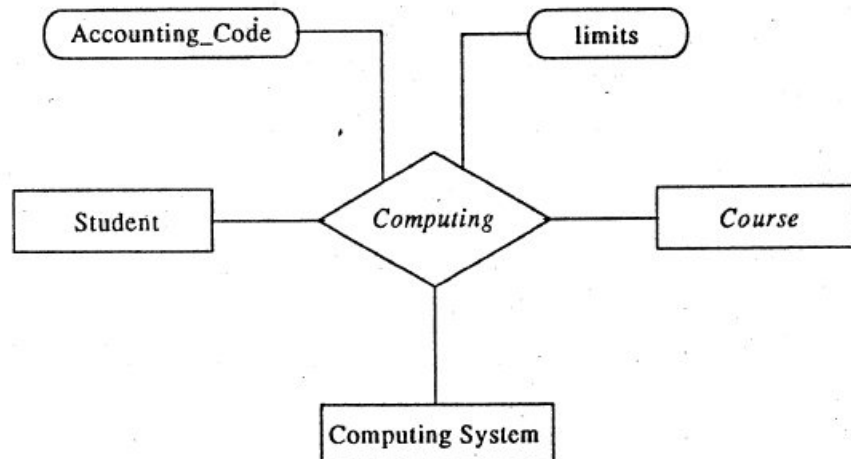 Accounting_Code
limits
Student
Computing
Course
Computing System